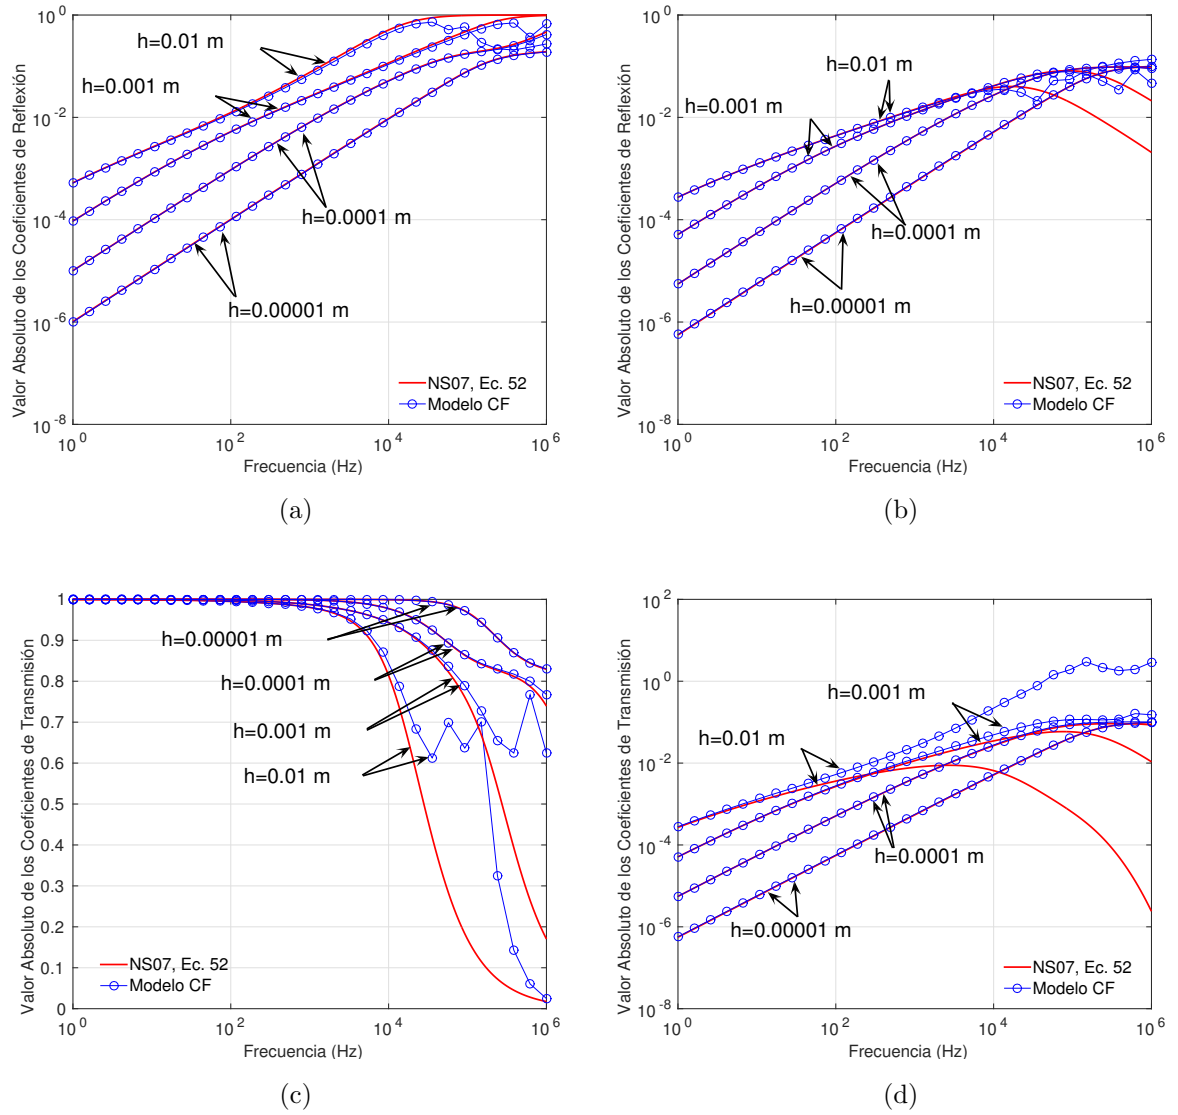 Valor Absoluto de los Coeficientes de Reflexión
10^0
10^-2
10^-4
10^-6
10^-8
h=0.01 m
h=0.001 m
h=0.0001 m
h=0.00001 m
NS07, Ec. 52
Modelo CF
10^0 10^2 10^4 10^6
Frecuencia (Hz)
(a)
Valor Absoluto de los Coeficientes de Reflexión
10^0
10^-2
10^-4
10^-6
10^-8
h=0.01 m
h=0.001 m
h=0.0001 m
h=0.00001 m
NS07, Ec. 52
Modelo CF
10^0 10^2 10^4 10^6
Frecuencia (Hz)
(b)
Valor Absoluto de los Coeficientes de Transmisión
1
0.9
0.8
0.7
0.6
0.5
0.4
0.3
0.2
0.1
0
h=0.00001 m
h=0.0001 m
h=0.001 m
h=0.01 m
NS07, Ec. 52
Modelo CF
10^0 10^2 10^4 10^6
Frecuencia (Hz)
(c)
Valor Absoluto de los Coeficientes de Transmisión
10^2
10^0
10^-2
10^-4
10^-6
10^-8
h=0.001 m
h=0.01 m
h=0.0001 m
h=0.00001 m
NS07, Ec. 52
Modelo CF
10^0 10^2 10^4 10^6
Frecuencia (Hz)
(d)